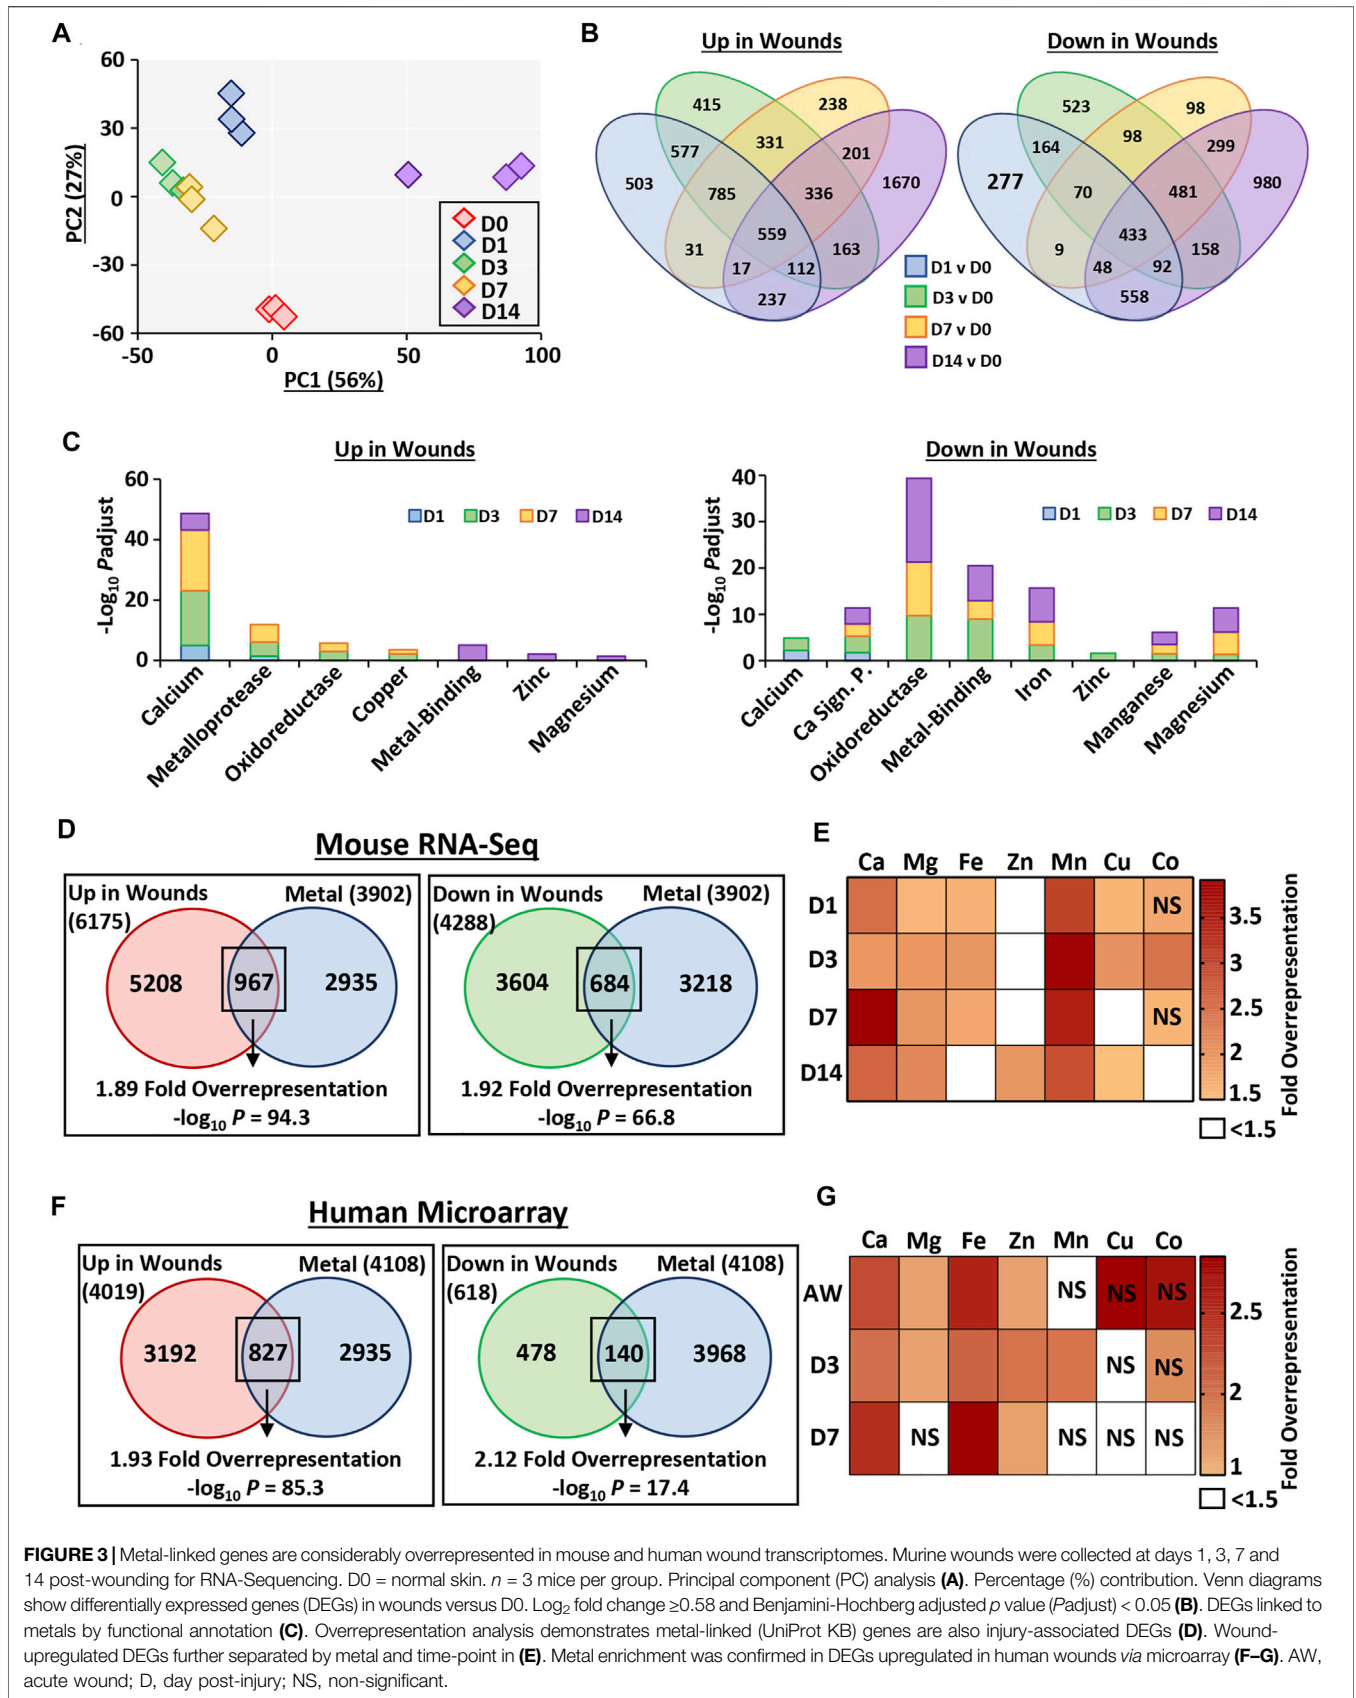 A
60
30
0
-30
-60
-50
0
50
100
PC2 (27%)
PC1 (56%)
D0
D1
D3
D7
D14
B
Up in Wounds
Down in Wounds
415
238
577
331
201
503
785
336
1670
559
31
163
17
112
237
523
98
164
98
299
277
70
481
980
433
9
158
48
92
558
D1 v D0
D3 v D0
D7 v D0
D14 v D0
C
Up in Wounds
-Log10 Padjust
60
40
20
0
D1 D3 D7 D14
Calcium
Metalloprotease
Oxidoreductase
Copper
Metal-Binding
Zinc
Magnesium
Down in Wounds
-Log10 Padjust
40
30
20
10
0
D1 D3 D7 D14
Calcium
Ca Sign. P.
Oxidoreductase
Metal-Binding
Iron
Zinc
Manganese
Magnesium
D
Mouse RNA-Seq
Up in Wounds
(6175)
Metal (3902)
5208
967
2935
1.89 Fold Overrepresentation
-log10 P = 94.3
Down in Wounds
(4288)
Metal (3902)
3604
684
3218
1.92 Fold Overrepresentation
-log10 P = 66.8
E
Ca Mg Fe Zn Mn Cu Co
D1
NS
D3
D7
NS
D14
3.5
3
2.5
2
1.5
<1.5
Fold Overrepresentation
F
Human Microarray
Up in Wounds
(4019)
Metal (4108)
3192
827
2935
1.93 Fold Overrepresentation
-log10 P = 85.3
Down in Wounds
(618)
Metal (4108)
478
140
3968
2.12 Fold Overrepresentation
-log10 P = 17.4
G
Ca Mg Fe Zn Mn Cu Co
AW
NS NS NS
D3
NS NS
D7
NS NS NS NS
2.5
2
1
<1.5
Fold Overrepresentation
FIGURE 3 | Metal-linked genes are considerably overrepresented in mouse and human wound transcriptomes. Murine wounds were collected at days 1, 3, 7 and
14 post-wounding for RNA-Sequencing. D0 = normal skin. n = 3 mice per group. Principal component (PC) analysis (A). Percentage (%) contribution. Venn diagrams
show differentially expressed genes (DEGs) in wounds versus D0. Log2 fold change ≥0.58 and Benjamini-Hochberg adjusted p value (Padjust) < 0.05 (B). DEGs linked to
metals by functional annotation (C). Overrepresentation analysis demonstrates metal-linked (UniProt KB) genes are also injury-associated DEGs (D). Wound-
upregulated DEGs further separated by metal and time-point in (E). Metal enrichment was confirmed in DEGs upregulated in human wounds via microarray (F–G). AW,
acute wound; D, day post-injury; NS, non-significant.